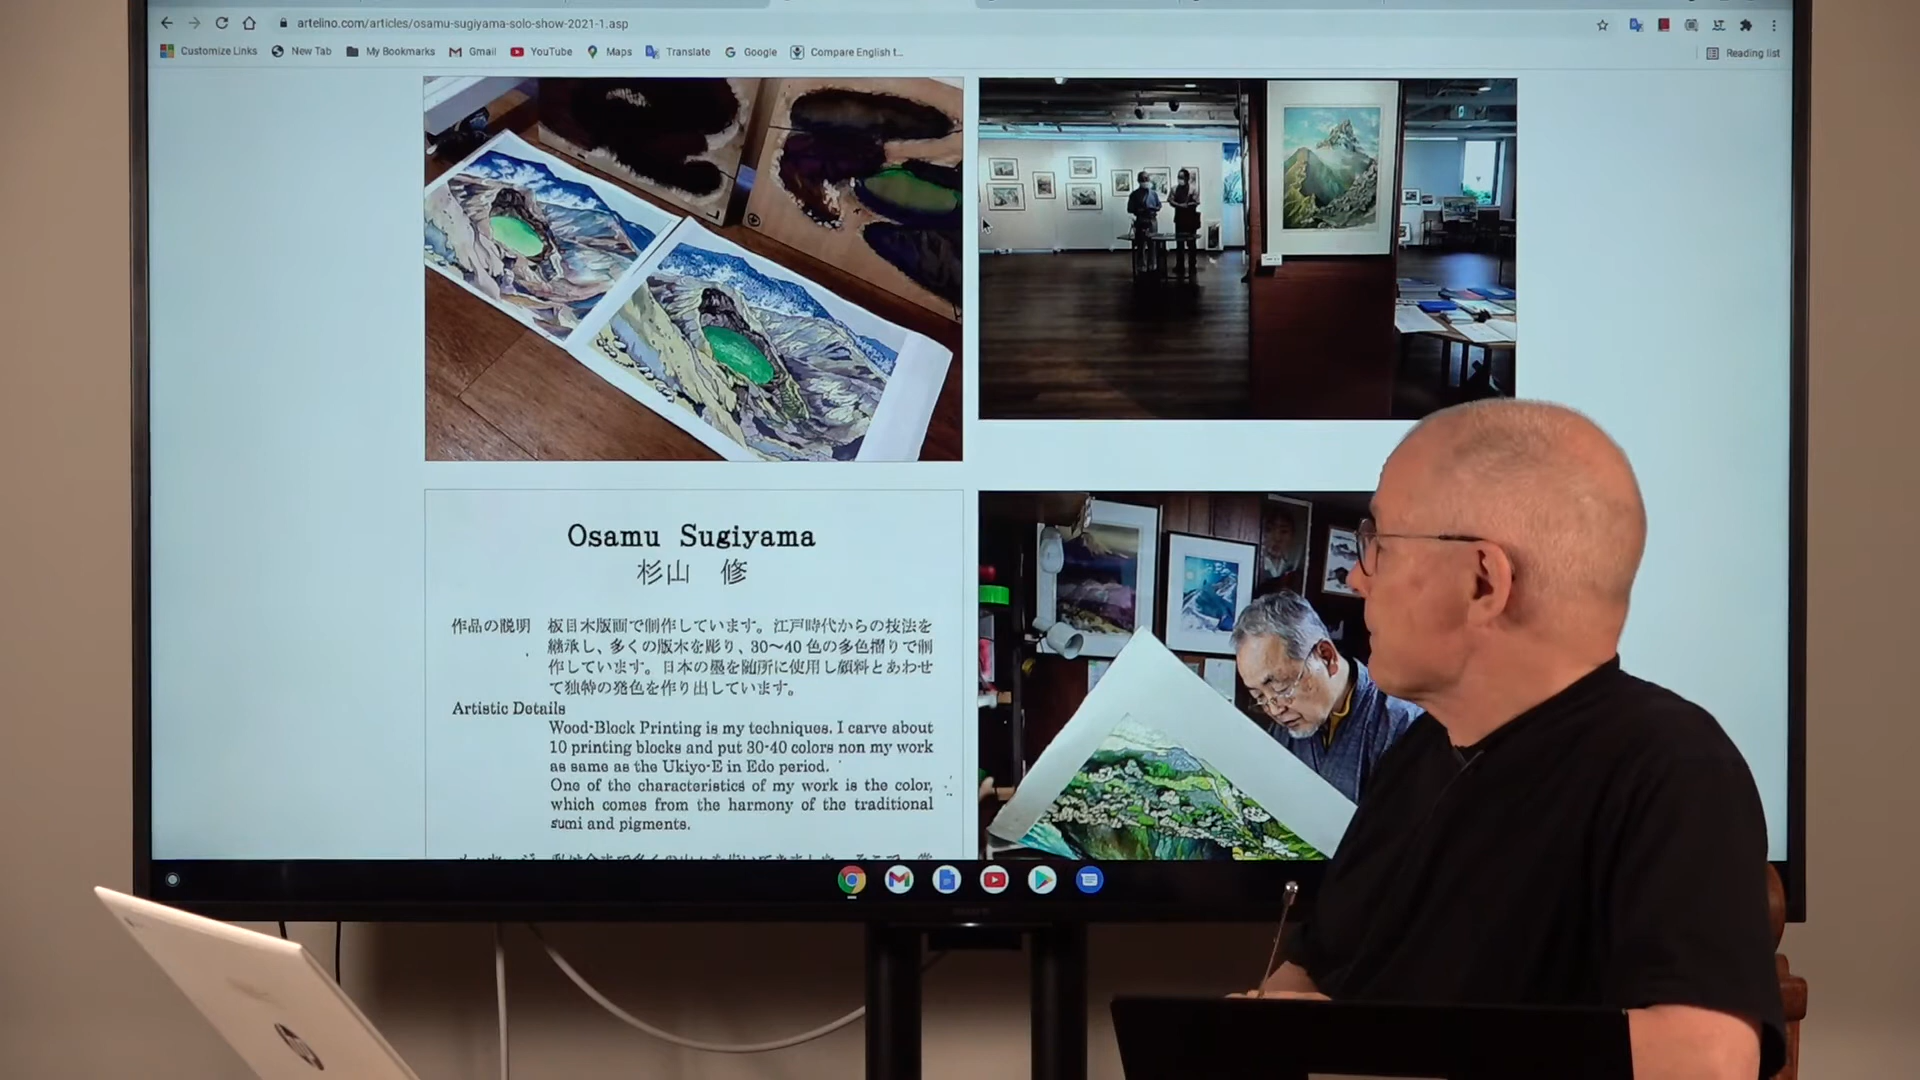 artelino.com/articles/osamu-sugiyama-solo-show-2021-1.asp
Customize Links New Tab My Bookmarks Gmail YouTube Maps Translate Google Compare English t... Reading list
Osamu Sugiyama
杉山 修
作品の説明 板目木版画で制作しています。江戸時代からの技法を
継承し、多くの版木を彫り、30～40色の多色摺りで制
作しています。日本の墨を随所に使用し顔料とあわせ
て独特の発色を作り出しています。
Artistic Details
Wood-Block Printing is my techniques. I carve about
10 printing blocks and put 30-40 colors non my work
as same as the Ukiyo-E in Edo period.
One of the characteristics of my work is the color,
which comes from the harmony of the traditional
sumi and pigments.